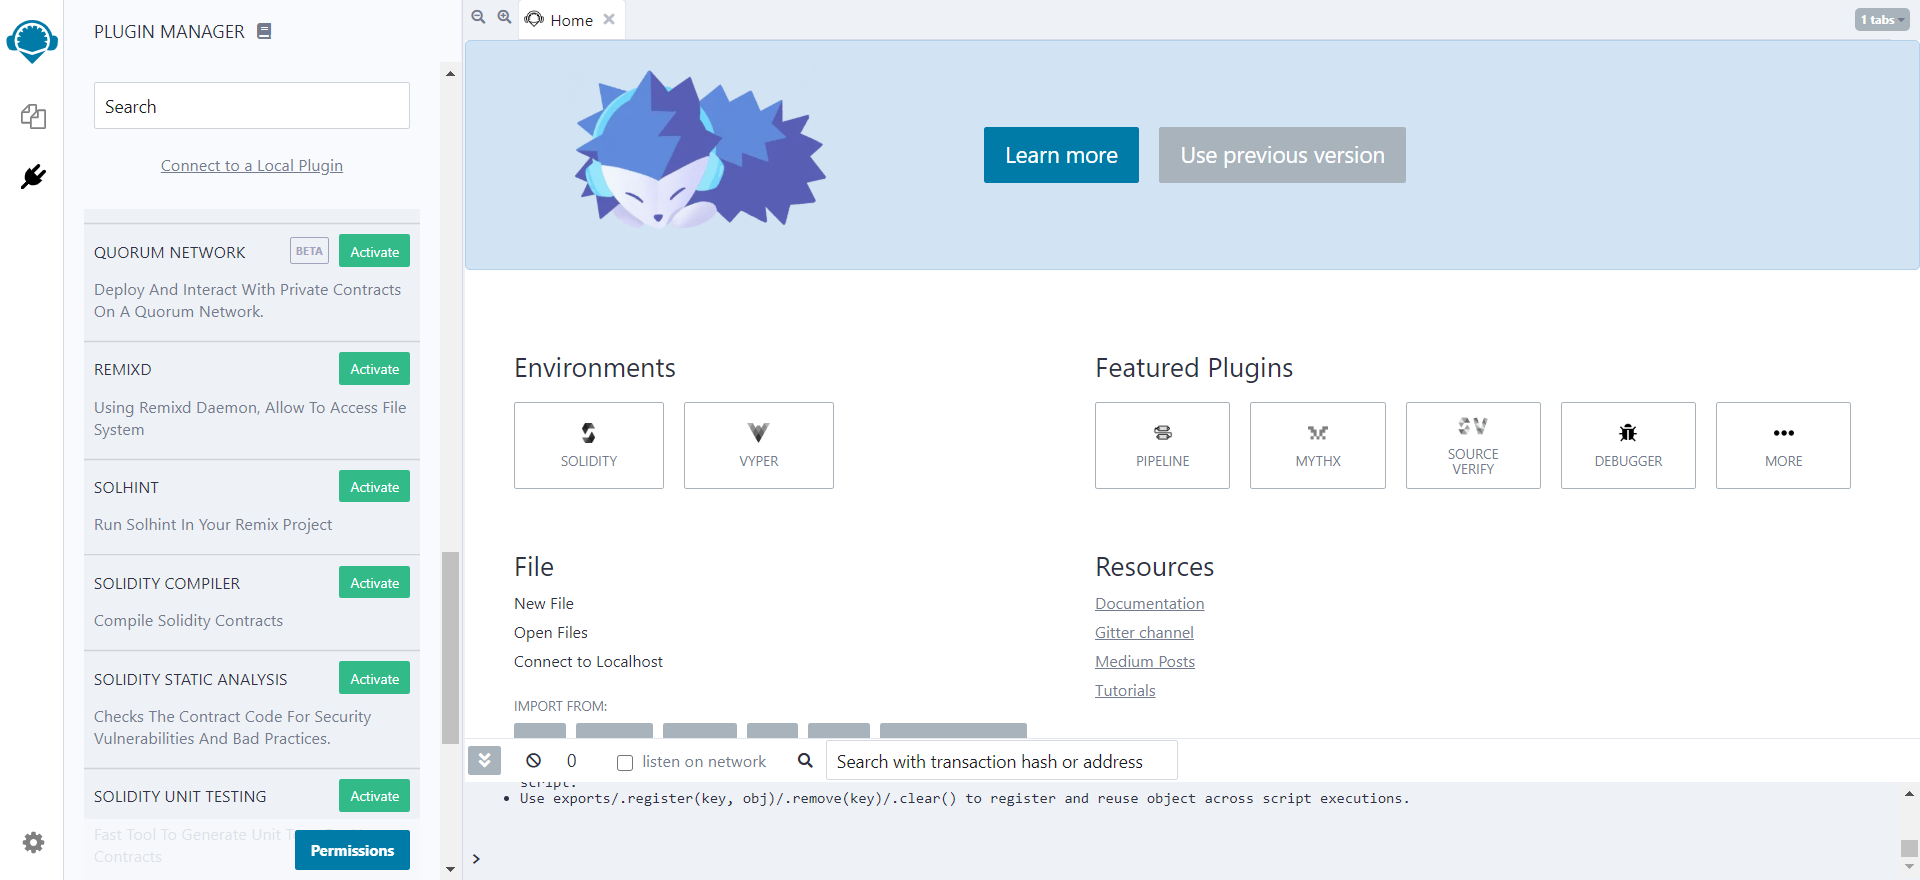 PLUGIN MANAGER
Search
Connect to a Local Plugin
QUORUM NETWORK BETA Activate
Deploy And Interact With Private Contracts
On A Quorum Network.
REMIXD Activate
Using Remixd Daemon, Allow To Access File
System
SOLHINT Activate
Run Solhint In Your Remix Project
SOLIDITY COMPILER Activate
Compile Solidity Contracts
SOLIDITY STATIC ANALYSIS Activate
Checks The Contract Code For Security
Vulnerabilities And Bad Practices.
SOLIDITY UNIT TESTING Activate
Fast Tool To Generate Unit
Contracts
Permissions
Home
1 tabs
Learn more
Use previous version
Environments
SOLIDITY
VYPER
Featured Plugins
PIPELINE
MYTHX
SOURCE
VERIFY
DEBUGGER
MORE
File
New File
Open Files
Connect to Localhost
IMPORT FROM:
Resources
Documentation
Gitter channel
Medium Posts
Tutorials
0
listen on network
Search with transaction hash or address
script.
• Use exports/.register(key, obj)/.remove(key)/.clear() to register and reuse object across script executions.
>